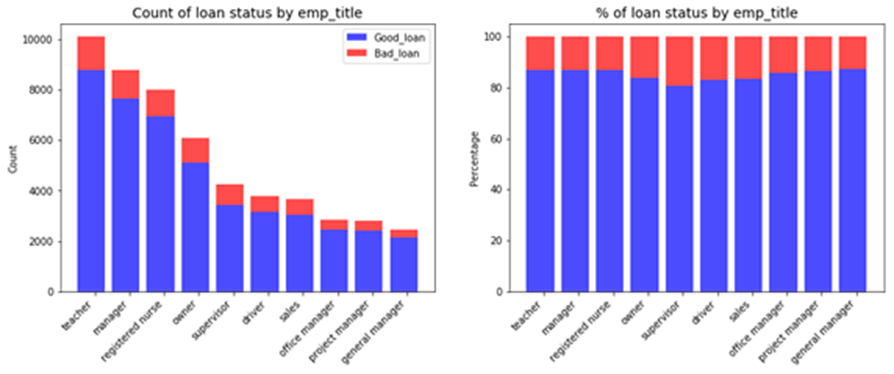 Count of loan status by emp_title
Good_loan
Bad_loan
10000
8000
6000
4000
2000
0
Count
teacher
manager
registered nurse
owner
supervisor
driver
sales
office manager
project manager
general manager
% of loan status by emp_title
100
80
60
40
20
0
Percentage
teacher
manager
registered nurse
owner
supervisor
driver
sales
office manager
project manager
general manager